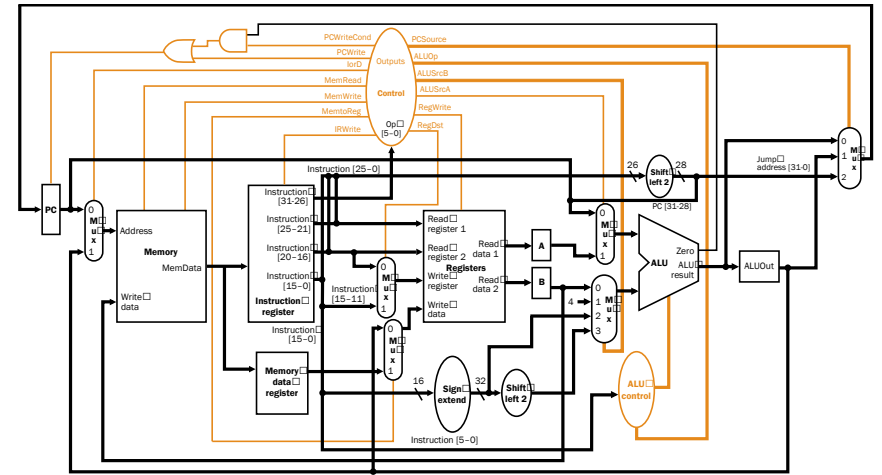 PCWriteCond
PCSource
PCWrite
ALUOp
IorD
Outputs
ALUSrcB
MemRead
ALUSrcA
MemWrite
Control
RegWrite
MemtoReg
RegDst
IRWrite
Op□
[5–0]
Instruction [25–0]
26
28
Shift□
left 2
Jump□
address [31-0]
0
M□
u□
x
1
2
PC
PC [31-28]
0
M□
u□
x
1
Address
Memory
MemData
Write□
data
Instruction□
[31-26]
Instruction□
[25–21]
Instruction□
[20–16]
Instruction□
[15–0]
Instruction□
register
Instruction□
[15–0]
Instruction□
[15–11]
Memory□
data□
register
0
M□
u□
x
1
0
M□
u□
x
1
Read□
register 1
Read□
register 2
Registers
Write□
register
Write□
data
Read□
data 1
Read□
data 2
A
B
0
M□
u□
x
1
4
0
1
M□
u□
x
2
3
Zero
ALU
ALU□
result
ALUOut
16
Sign□
extend
32
Shift□
left 2
ALU□
control
Instruction [5–0]